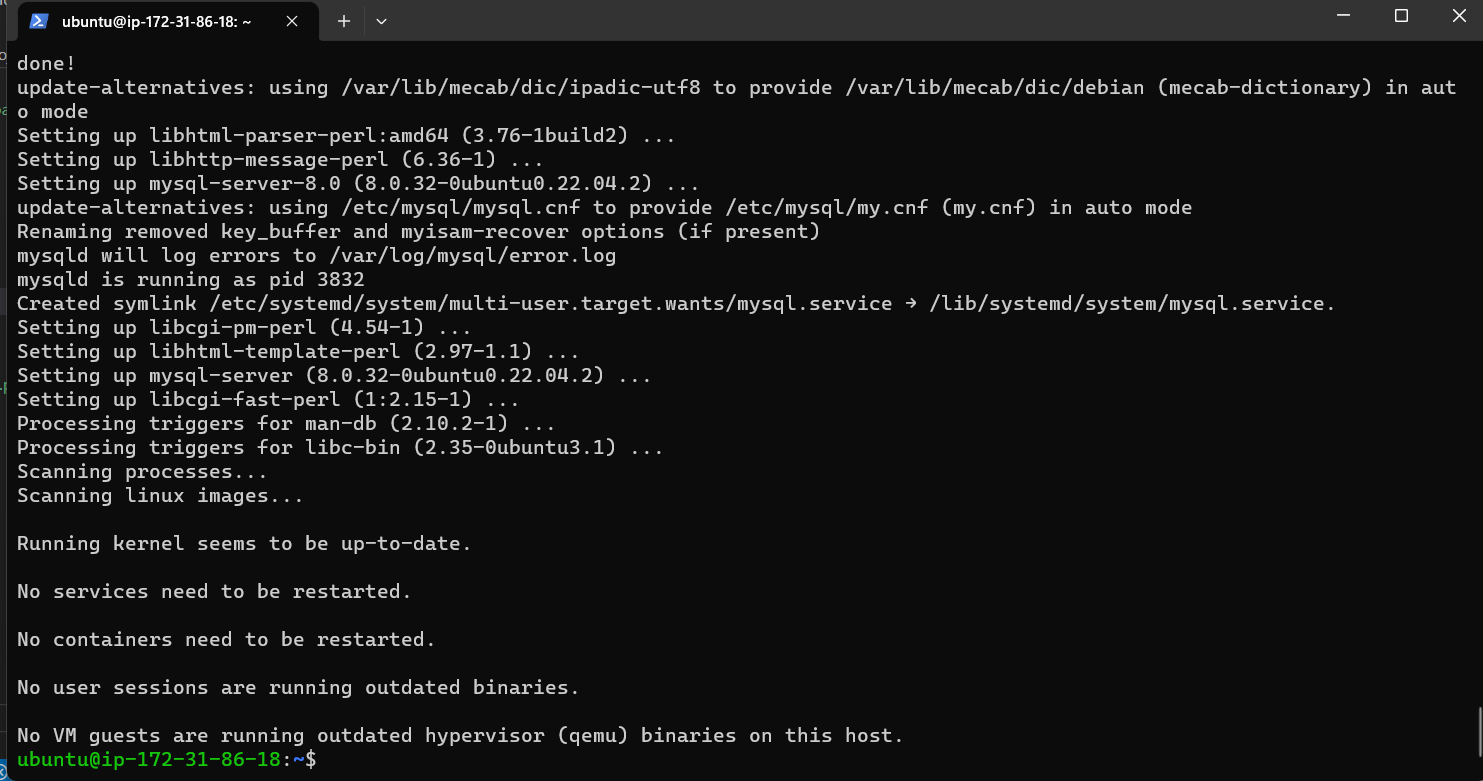 ubuntu@ip-172-31-86-18: ~
done!
update-alternatives: using /var/lib/mecab/dic/ipadic-utf8 to provide /var/lib/mecab/dic/debian (mecab-dictionary) in aut
o mode
Setting up libhtml-parser-perl:amd64 (3.76-1build2) ...
Setting up libhttp-message-perl (6.36-1) ...
Setting up mysql-server-8.0 (8.0.32-0ubuntu0.22.04.2) ...
update-alternatives: using /etc/mysql/mysql.cnf to provide /etc/mysql/my.cnf (my.cnf) in auto mode
Renaming removed key_buffer and myisam-recover options (if present)
mysqld will log errors to /var/log/mysql/error.log
mysqld is running as pid 3832
Created symlink /etc/systemd/system/multi-user.target.wants/mysql.service → /lib/systemd/system/mysql.service.
Setting up libcgi-pm-perl (4.54-1) ...
Setting up libhtml-template-perl (2.97-1.1) ...
Setting up mysql-server (8.0.32-0ubuntu0.22.04.2) ...
Setting up libcgi-fast-perl (1:2.15-1) ...
Processing triggers for man-db (2.10.2-1) ...
Processing triggers for libc-bin (2.35-0ubuntu3.1) ...
Scanning processes...
Scanning linux images...
Running kernel seems to be up-to-date.
No services need to be restarted.
No containers need to be restarted.
No user sessions are running outdated binaries.
No VM guests are running outdated hypervisor (qemu) binaries on this host.
ubuntu@ip-172-31-86-18:~$